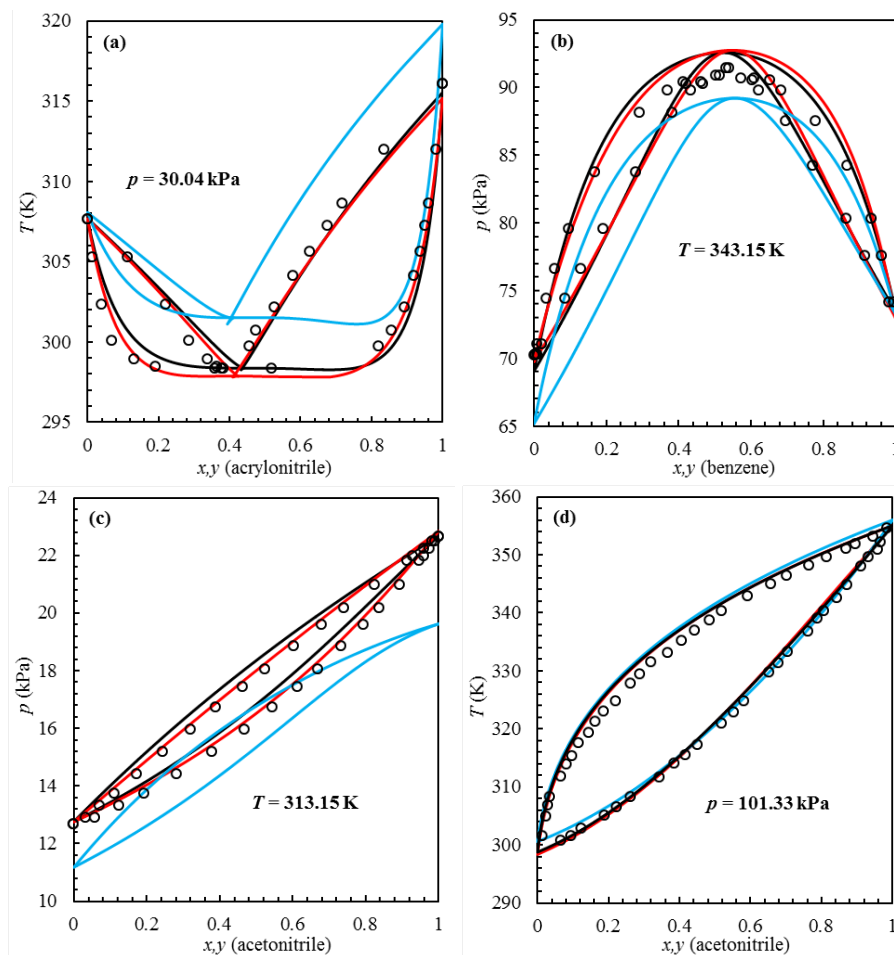 (a)
320
315
310
305
300
295
T (K)
p = 30.04 kPa
0 0.2 0.4 0.6 0.8 1
x,y (acrylonitrile)
(b)
95
90
85
80
75
70
65
p (kPa)
T = 343.15 K
0 0.2 0.4 0.6 0.8 1
x,y (benzene)
(c)
24
22
20
18
16
14
12
10
p (kPa)
T = 313.15 K
0 0.2 0.4 0.6 0.8 1
x,y (acetonitrile)
(d)
360
350
340
330
320
310
300
290
T (K)
p = 101.33 kPa
0 0.2 0.4 0.6 0.8 1
x,y (acetonitrile)